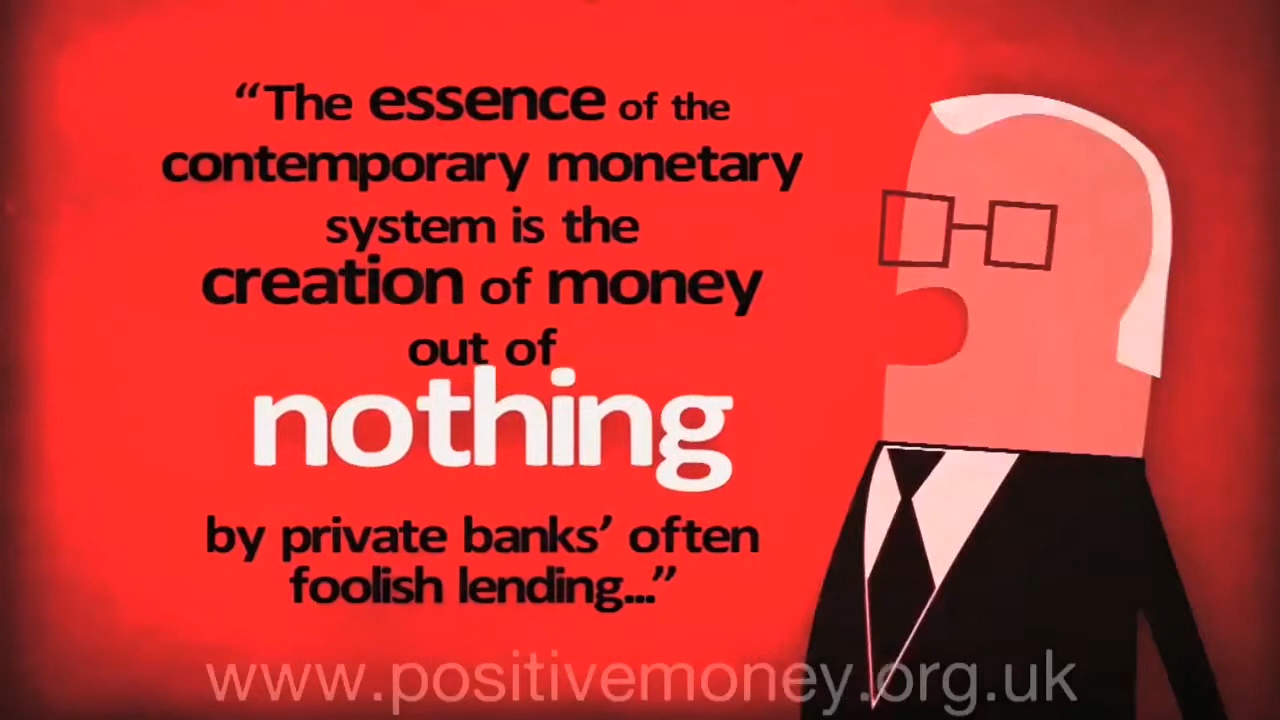 “The essence of the
contemporary monetary
system is the
creation of money
out of
nothing
by private banks’ often
foolish lending...”
www.positivemoney.org.uk